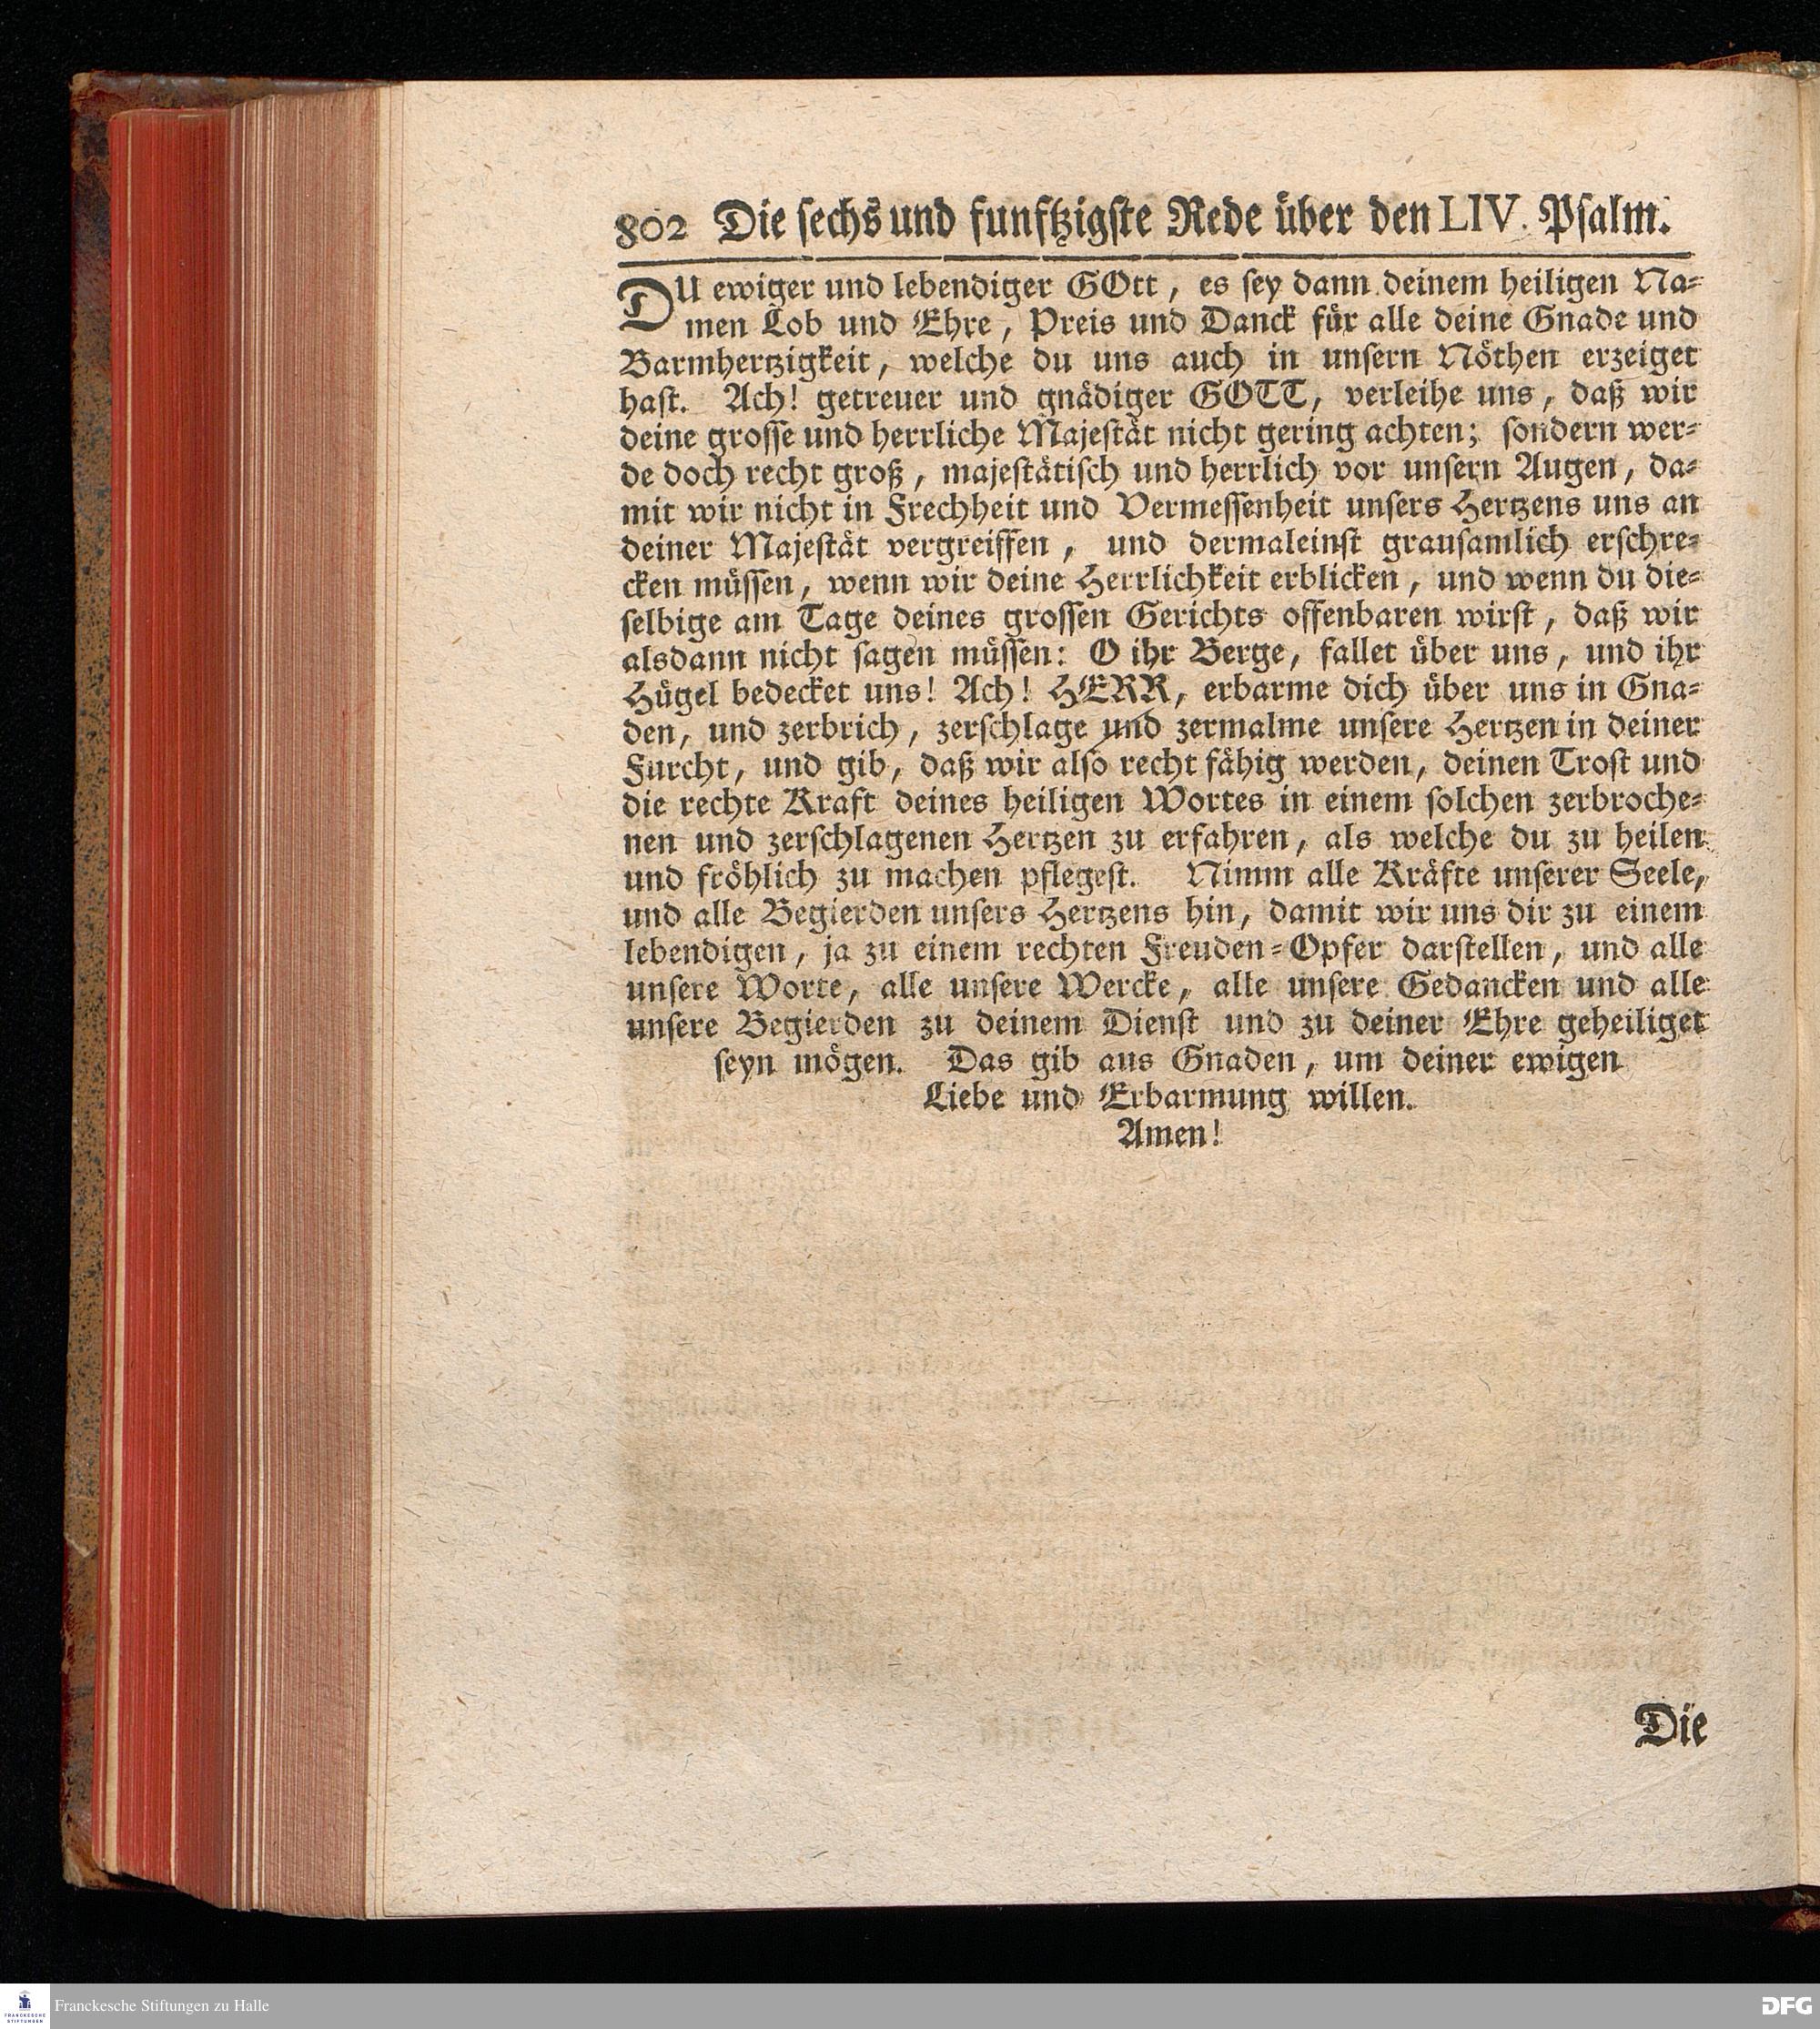 802 Die ſechs und funftzigſte Rede über den LIV. Pſalm.
DU ewiger und lebendiger GOtt, es ſey dann deinem heiligen Na⸗
men Lob und Ehre, Preis und Danck für alle deine Gnade und
Barmhertzigkeit, welche du uns auch in unſern Nöthen erzeiget
haſt. Ach! getreuer und gnädiger GOTT, verleihe uns, daß wir
deine groſſe und herrliche Majeſtät nicht gering achten; ſondern wer⸗
de doch recht groß, majeſtätiſch und herrlich vor unſern Augen, da⸗
mit wir nicht in Frechheit und Vermeſſenheit unſers Hertzens uns an
deiner Majeſtät vergreiffen, und dermaleinſt grauſamlich erſchre⸗
cken müſſen, wenn wir deine Herrlichkeit erblicken, und wenn du die⸗
ſelbige am Tage deines groſſen Gerichts offenbaren wirſt, daß wir
alsdann nicht ſagen müſſen: O ihr Berge, fallet über uns, und ihr
Hügel bedecket uns! Ach! HERR, erbarme dich über uns in Gna⸗
den, und zerbrich, zerſchlage und zermalme unſere Hertzen in deiner
Furcht, und gib, daß wir alſo recht fähig werden, deinen Troſt und
die rechte Kraft deines heiligen Wortes in einem ſolchen zerbroche⸗
nen und zerſchlagenen Hertzen zu erfahren, als welche du zu heilen
und fröhlich zu machen pflegeſt. Nimm alle Kräfte unſerer Seele,
und alle Begierden unſers Hertzens hin, damit wir uns dir zu einem
lebendigen, ja zu einem rechten Freuden⸗Opfer darſtellen, und alle
unſere Worte, alle unſere Wercke, alle unſere Gedancken und alle
unſere Begierden zu deinem Dienſt und zu deiner Ehre geheiliget
ſeyn mögen. Das gib aus Gnaden, um deiner ewigen
Liebe und Erbarmung willen.
Amen!
Die
FRANCKESCHE STIFTUNGEN
Franckesche Stiftungen zu Halle
DFG